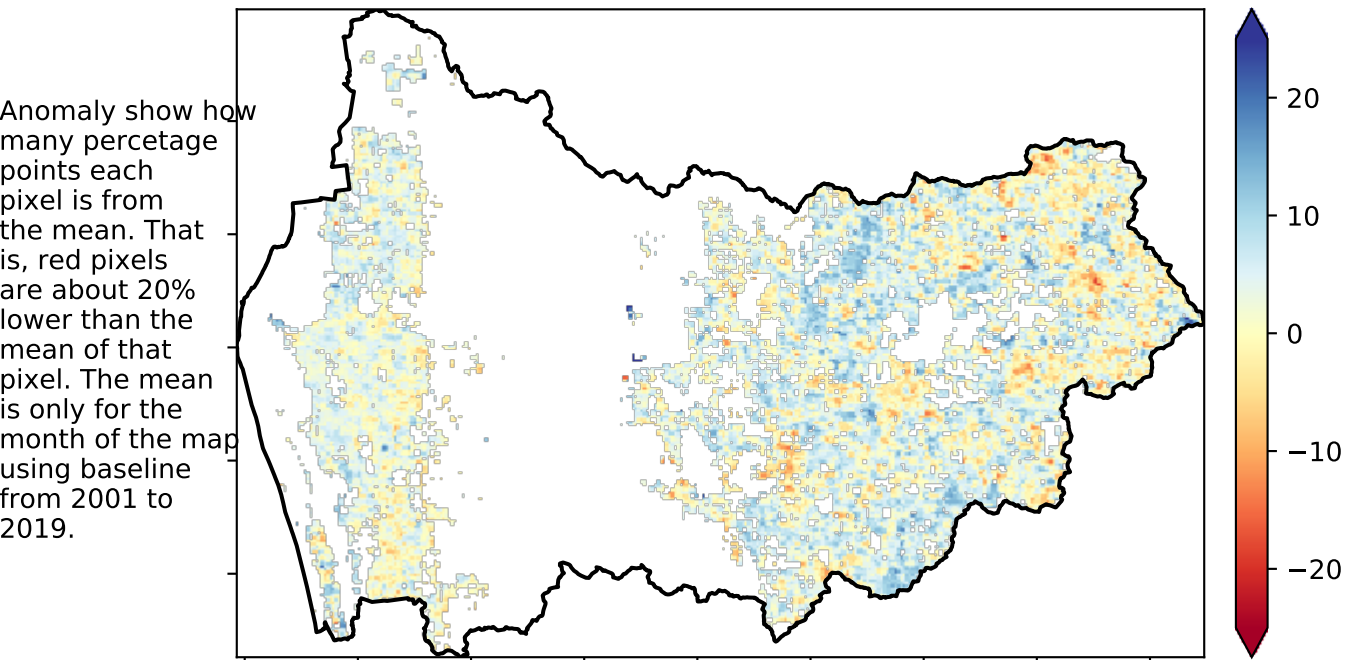 Anomaly show how
many percetage
points each
pixel is from
the mean. That
is, red pixels
are about 20%
lower than the
mean of that
pixel. The mean
is only for the
month of the map
using baseline
from 2001 to
2019.
20
10
0
−10
−20